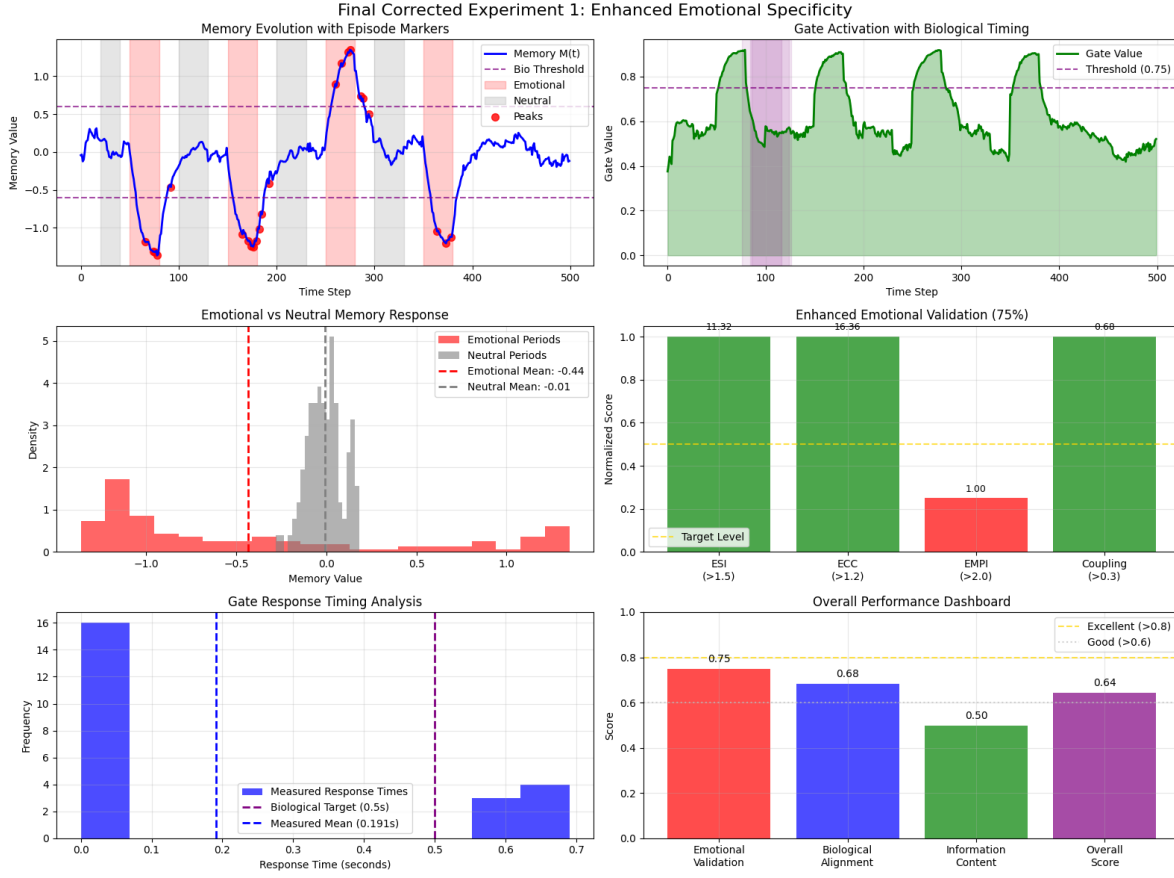 Final Corrected Experiment 1: Enhanced Emotional Specificity
Memory Evolution with Episode Markers
Memory Value
1.0
0.5
0.0
−0.5
−1.0
Memory M(t)
Bio Threshold
Emotional
Neutral
Peaks
0
100
200
300
400
500
Time Step
Gate Activation with Biological Timing
Gate Value
0.8
0.6
0.4
0.2
0.0
Gate Value
Threshold (0.75)
0
100
200
300
400
500
Time Step
Emotional vs Neutral Memory Response
Density
5
4
3
2
1
0
Emotional Periods
Neutral Periods
Emotional Mean: -0.44
Neutral Mean: -0.01
−1.0
−0.5
0.0
0.5
1.0
Memory Value
Enhanced Emotional Validation (75%)
Normalized Score
1.0
0.8
0.6
0.4
0.2
0.0
11.32
16.36
1.00
0.68
Target Level
ESI
(>1.5)
ECC
(>1.2)
EMPI
(>2.0)
Coupling
(>0.3)
Gate Response Timing Analysis
Frequency
16
14
12
10
8
6
4
2
0
Measured Response Times
Biological Target (0.5s)
Measured Mean (0.191s)
0.0
0.1
0.2
0.3
0.4
0.5
0.6
0.7
Response Time (seconds)
Overall Performance Dashboard
Score
1.0
0.8
0.6
0.4
0.2
0.0
Excellent (>0.8)
Good (>0.6)
0.75
0.68
0.50
0.64
Emotional
Validation
Biological
Alignment
Information
Content
Overall
Score